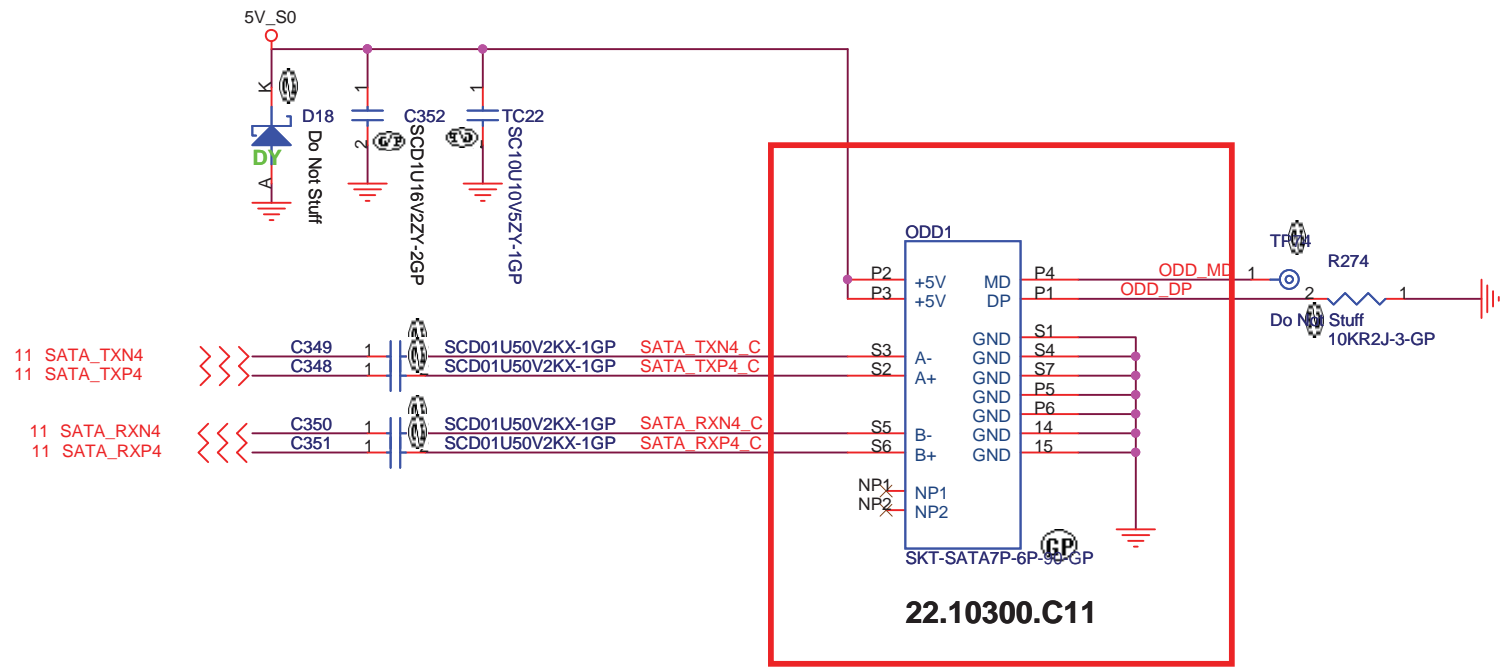 5V_S0
K
1
1
D18
C352
TC22
DY
2
A
Do Not Stuff
SCD1U16V2ZY-2GP
SC10U10V5ZY-1GP
ODD1
P2 +5V MD P4 ODD_MD 1
P3 +5V DP P1 ODD_DP 2 1
R274
Do Not Stuff
10KR2J-3-GP
GND S1
11 SATA_TXN4 C349 1 SCD01U50V2KX-1GP SATA_TXN4_C S3 A- GND S4
11 SATA_TXP4 C348 1 SCD01U50V2KX-1GP SATA_TXP4_C S2 A+ GND S7
GND P5
GND P6
11 SATA_RXN4 C350 1 SCD01U50V2KX-1GP SATA_RXN4_C S5 B- GND 14
11 SATA_RXP4 C351 1 SCD01U50V2KX-1GP SATA_RXP4_C S6 B+ GND 15
NP1 NP1
NP2 NP2
GP
SKT-SATA7P-6P-90-GP
22.10300.C11